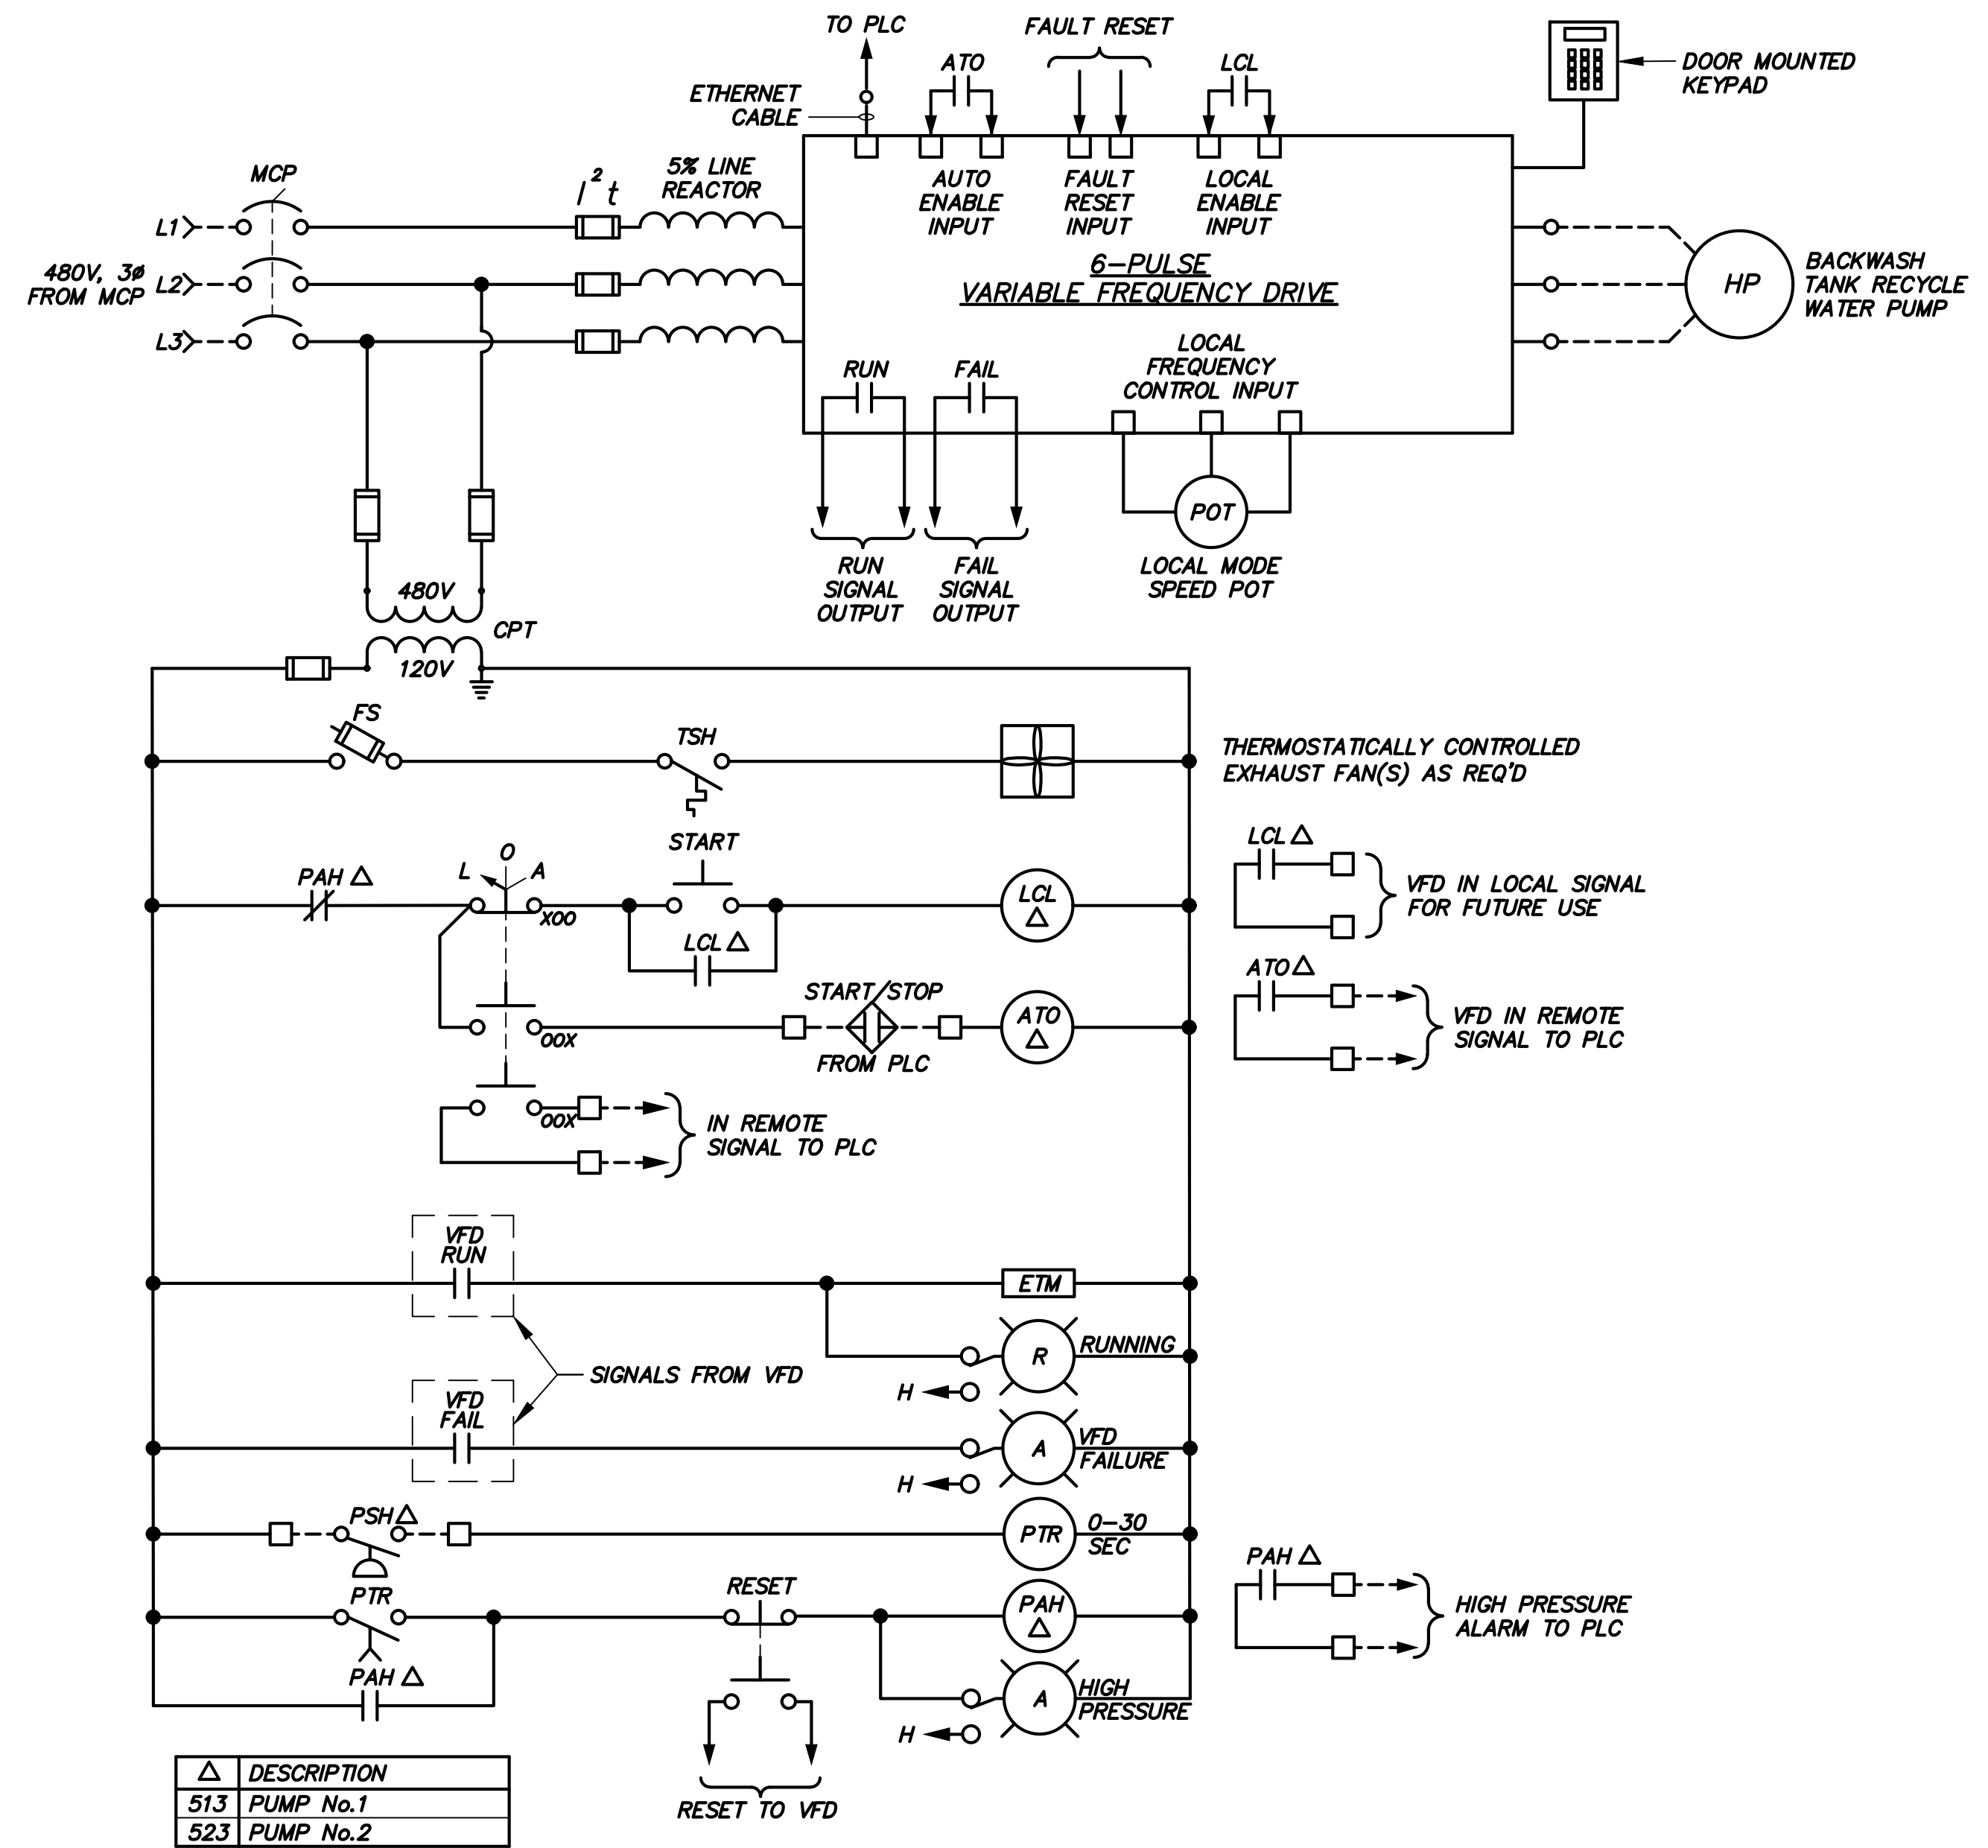 TO PLC
FAULT RESET
ATO
LCL
DOOR MOUNTED
KEYPAD
ETHERNET
CABLE
MCP
I²t
5% LINE
REACTOR
AUTO
ENABLE
INPUT
FAULT
RESET
INPUT
LOCAL
ENABLE
INPUT
L1
480V, 3ø
FROM MCP
L2
L3
6-PULSE
VARIABLE FREQUENCY DRIVE
HP
BACKWASH
TANK RECYCLE
WATER PUMP
RUN
FAIL
LOCAL
FREQUENCY
CONTROL INPUT
POT
RUN
SIGNAL
OUTPUT
FAIL
SIGNAL
OUTPUT
LOCAL MODE
SPEED POT
480V
CPT
120V
FS
TSH
THERMOSTATICALLY CONTROLLED
EXHAUST FAN(S) AS REQ'D
PAH △
L
O
A
X00
START
LCL △
LCL
△
LCL △
VFD IN LOCAL SIGNAL
FOR FUTURE USE
00X
START/STOP
FROM PLC
ATO
△
ATO △
VFD IN REMOTE
SIGNAL TO PLC
00X
IN REMOTE
SIGNAL TO PLC
VFD
RUN
ETM
R
RUNNING
H
SIGNALS FROM VFD
VFD
FAIL
A
VFD
FAILURE
H
PSH △
PTR
0-30
SEC
PTR
RESET
PAH
△
PAH △
HIGH PRESSURE
ALARM TO PLC
PAH △
A
HIGH
PRESSURE
H
RESET TO VFD
△ DESCRIPTION
513 PUMP No.1
523 PUMP No.2